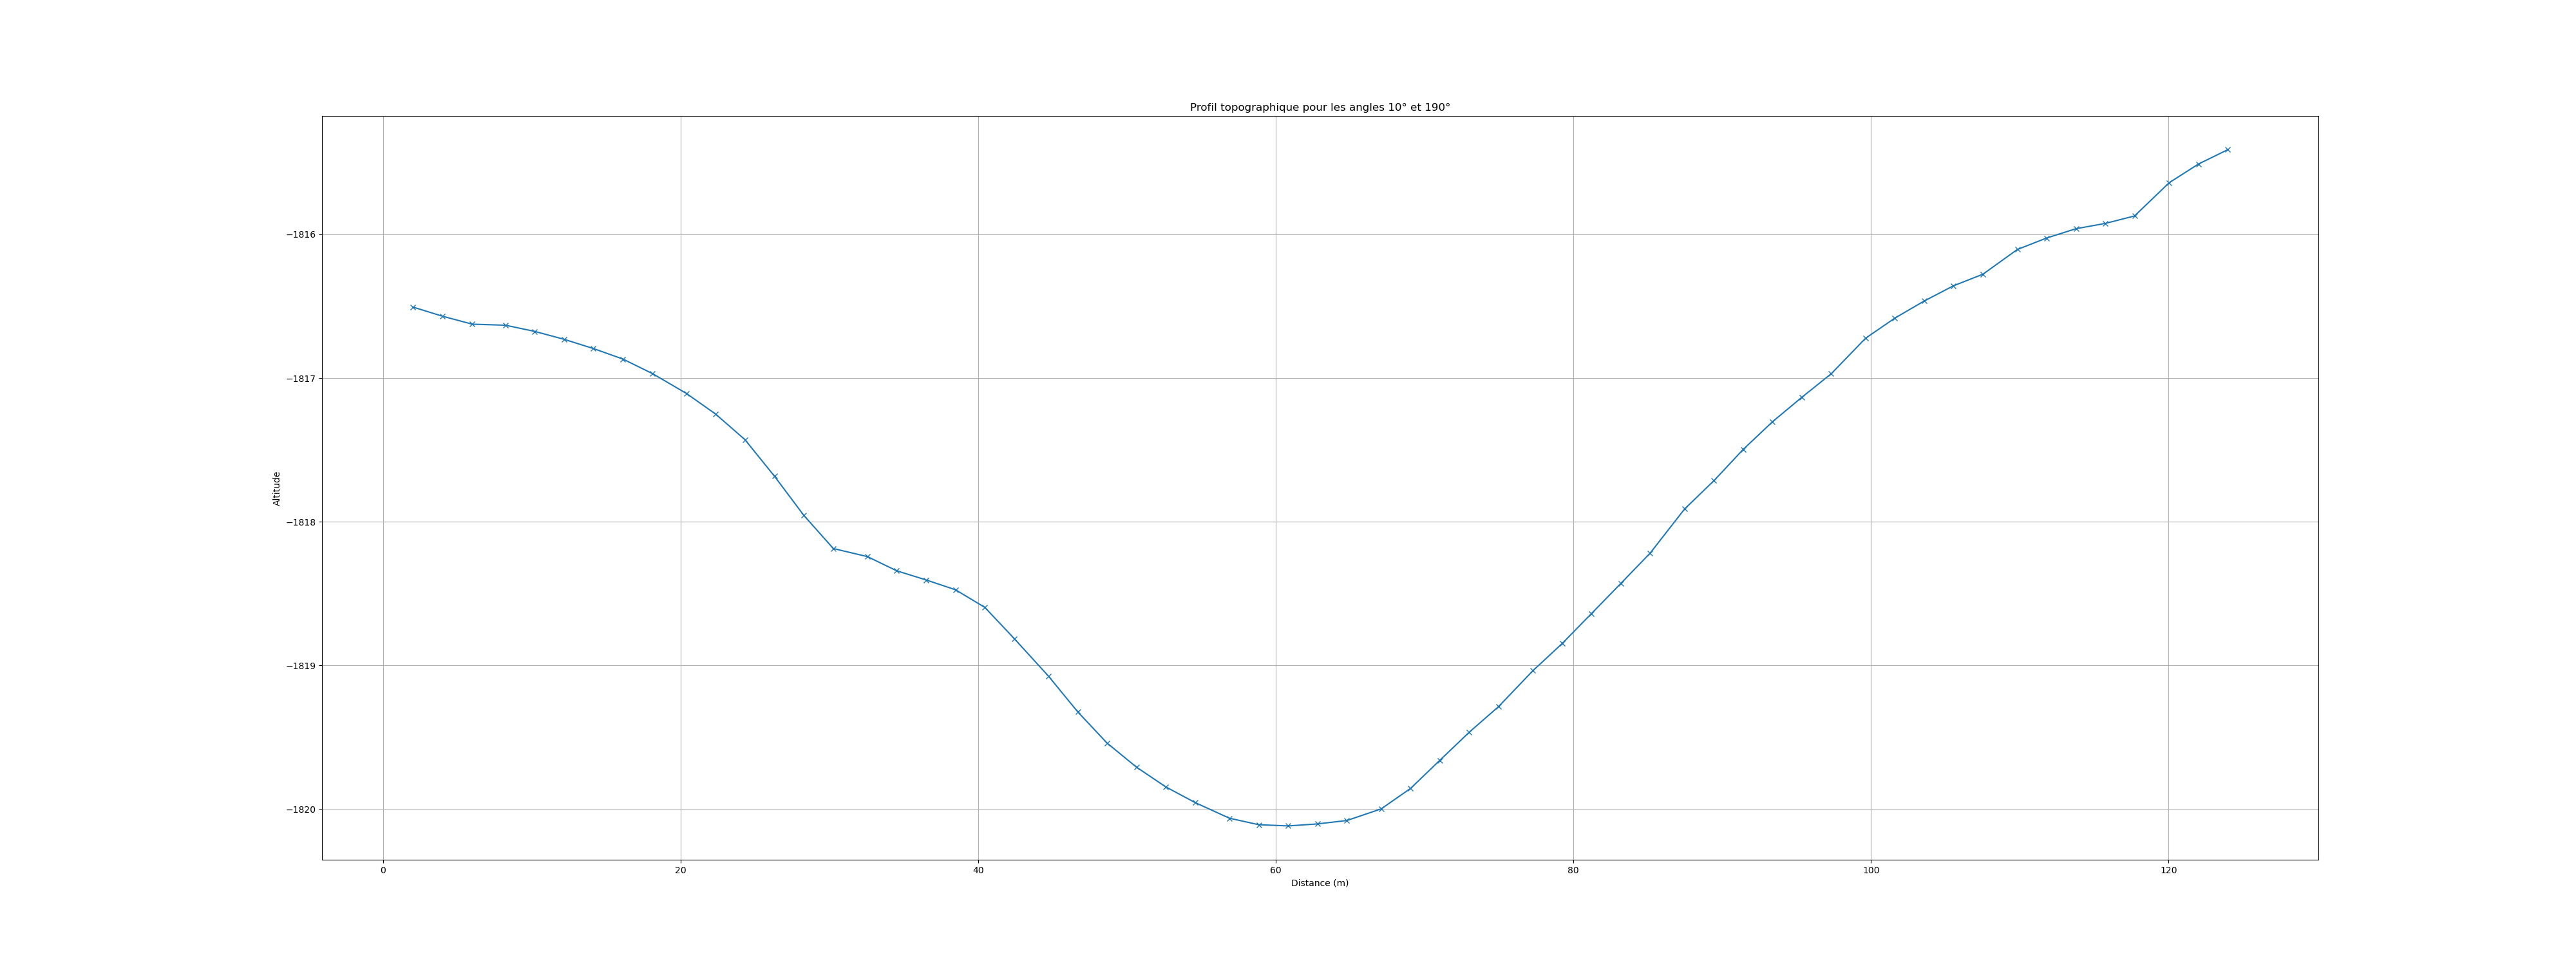 Profil topographique pour les angles 10° et 190°
Altitude
−1816
−1817
−1818
−1819
−1820
0 20 40 60 80 100 120
Distance (m)